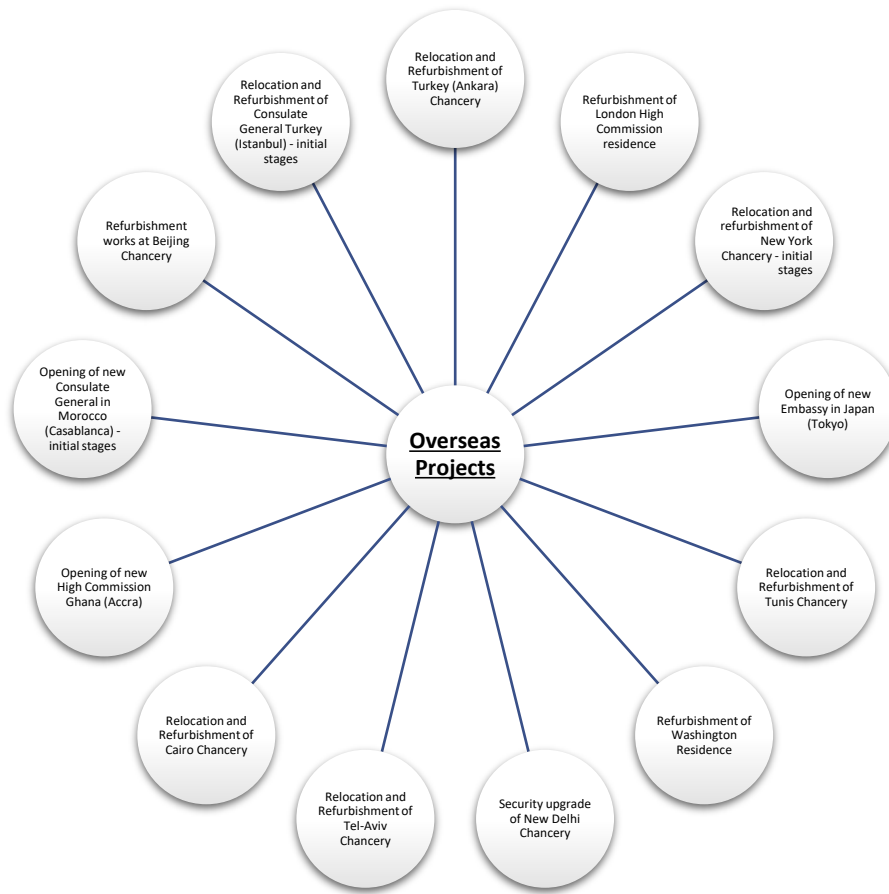 Overseas
Projects
Relocation and
Refurbishment of
Turkey (Ankara)
Chancery
Refurbishment of
London High
Commission
residence
Relocation and
refurbishment of
New York
Chancery - initial
stages
Opening of new
Embassy in Japan
(Tokyo)
Relocation and
Refurbishment of
Tunis Chancery
Refurbishment of
Washington
Residence
Security upgrade
of New Delhi
Chancery
Relocation and
Refurbishment of
Tel-Aviv
Chancery
Relocation and
Refurbishment of
Cairo Chancery
Opening of new
High Commission
Ghana (Accra)
Opening of new
Consulate
General in
Morocco
(Casablanca) -
initial stages
Refurbishment
works at Beijing
Chancery
Relocation and
Refurbishment of
Consulate
General Turkey
(Istanbul) - initial
stages